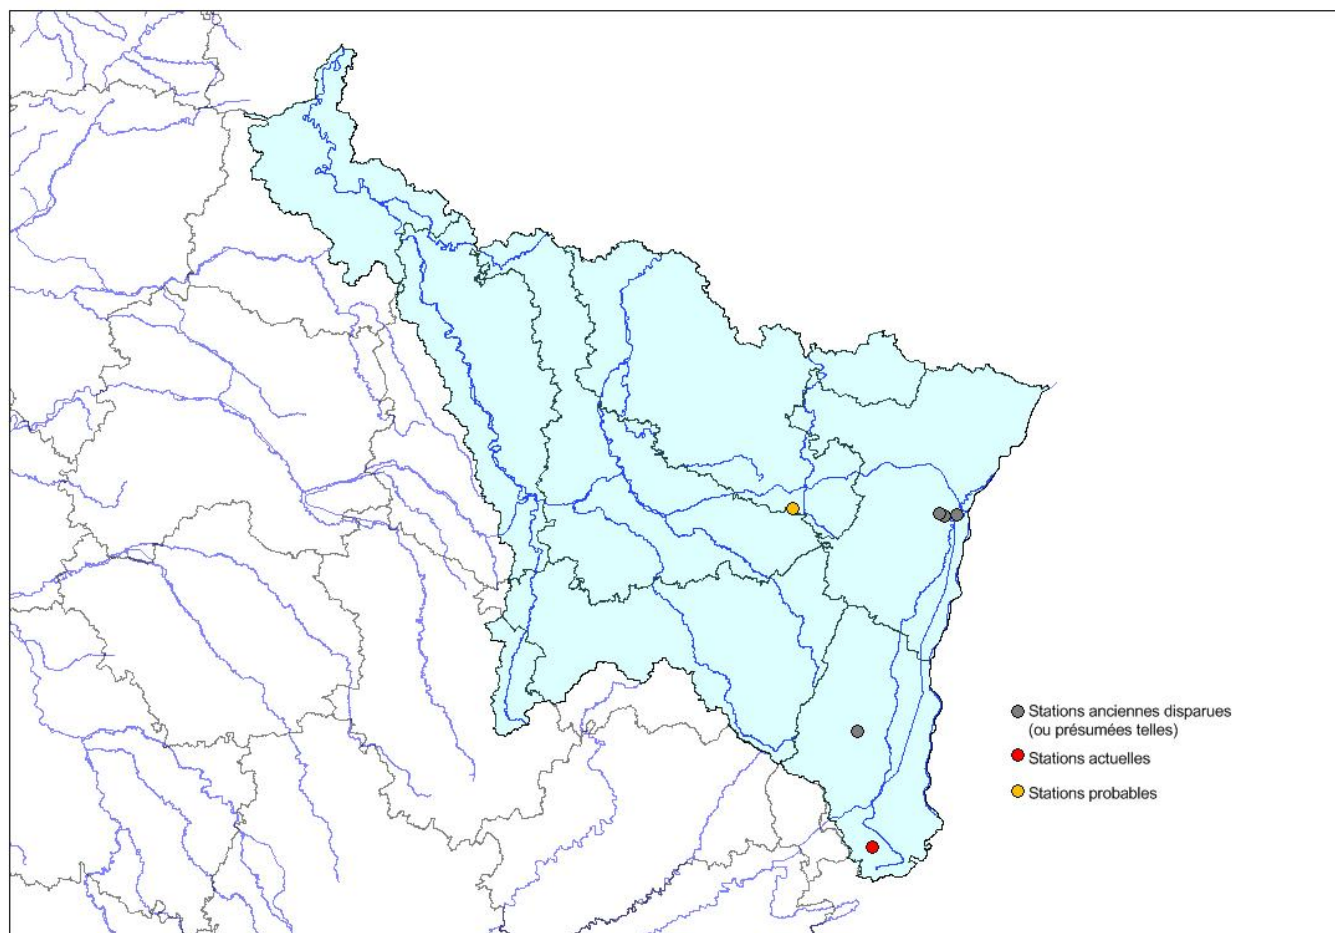 Stations anciennes disparues
(ou présumées telles)
Stations actuelles
Stations probables